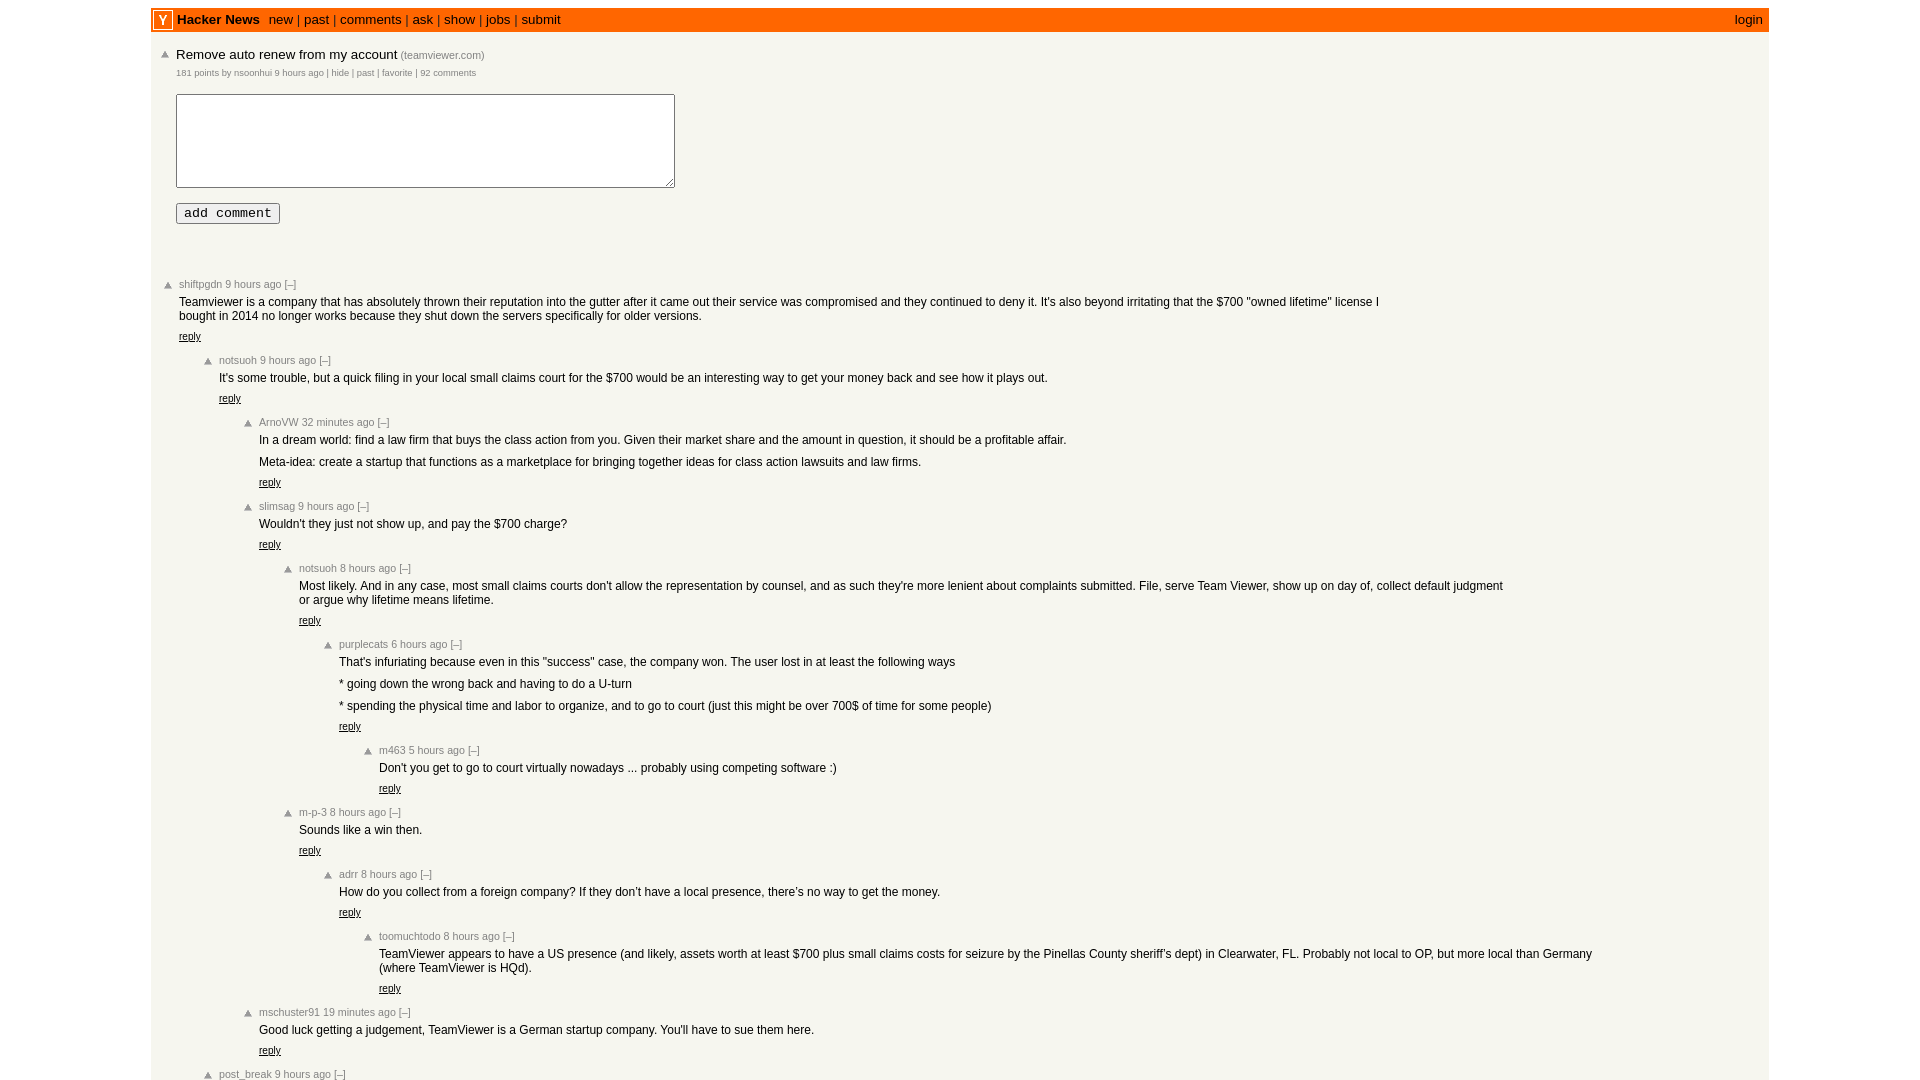 Y Hacker News new | past | comments | ask | show | jobs | submit login
Remove auto renew from my account (teamviewer.com)
181 points by nsoonhui 9 hours ago | hide | past | favorite | 92 comments
add comment
shiftpgdn 9 hours ago [–]
Teamviewer is a company that has absolutely thrown their reputation into the gutter after it came out their service was compromised and they continued to deny it. It's also beyond irritating that the $700 "owned lifetime" license I
bought in 2014 no longer works because they shut down the servers specifically for older versions.
reply
notsuoh 9 hours ago [–]
It's some trouble, but a quick filing in your local small claims court for the $700 would be an interesting way to get your money back and see how it plays out.
reply
ArnoVW 32 minutes ago [–]
In a dream world: find a law firm that buys the class action from you. Given their market share and the amount in question, it should be a profitable affair.
Meta-idea: create a startup that functions as a marketplace for bringing together ideas for class action lawsuits and law firms.
reply
slimsag 9 hours ago [–]
Wouldn't they just not show up, and pay the $700 charge?
reply
notsuoh 8 hours ago [–]
Most likely. And in any case, most small claims courts don't allow the representation by counsel, and as such they're more lenient about complaints submitted. File, serve Team Viewer, show up on day of, collect default judgment
or argue why lifetime means lifetime.
reply
purplecats 6 hours ago [–]
That's infuriating because even in this "success" case, the company won. The user lost in at least the following ways
* going down the wrong back and having to do a U-turn
* spending the physical time and labor to organize, and to go to court (just this might be over 700$ of time for some people)
reply
m463 5 hours ago [–]
Don't you get to go to court virtually nowadays ... probably using competing software :)
reply
m-p-3 8 hours ago [–]
Sounds like a win then.
reply
adrr 8 hours ago [–]
How do you collect from a foreign company? If they don’t have a local presence, there’s no way to get the money.
reply
toomuchtodo 8 hours ago [–]
TeamViewer appears to have a US presence (and likely, assets worth at least $700 plus small claims costs for seizure by the Pinellas County sheriff’s dept) in Clearwater, FL. Probably not local to OP, but more local than Germany
(where TeamViewer is HQd).
reply
mschuster91 19 minutes ago [–]
Good luck getting a judgement, TeamViewer is a German startup company. You'll have to sue them here.
reply
post_break 9 hours ago [–]